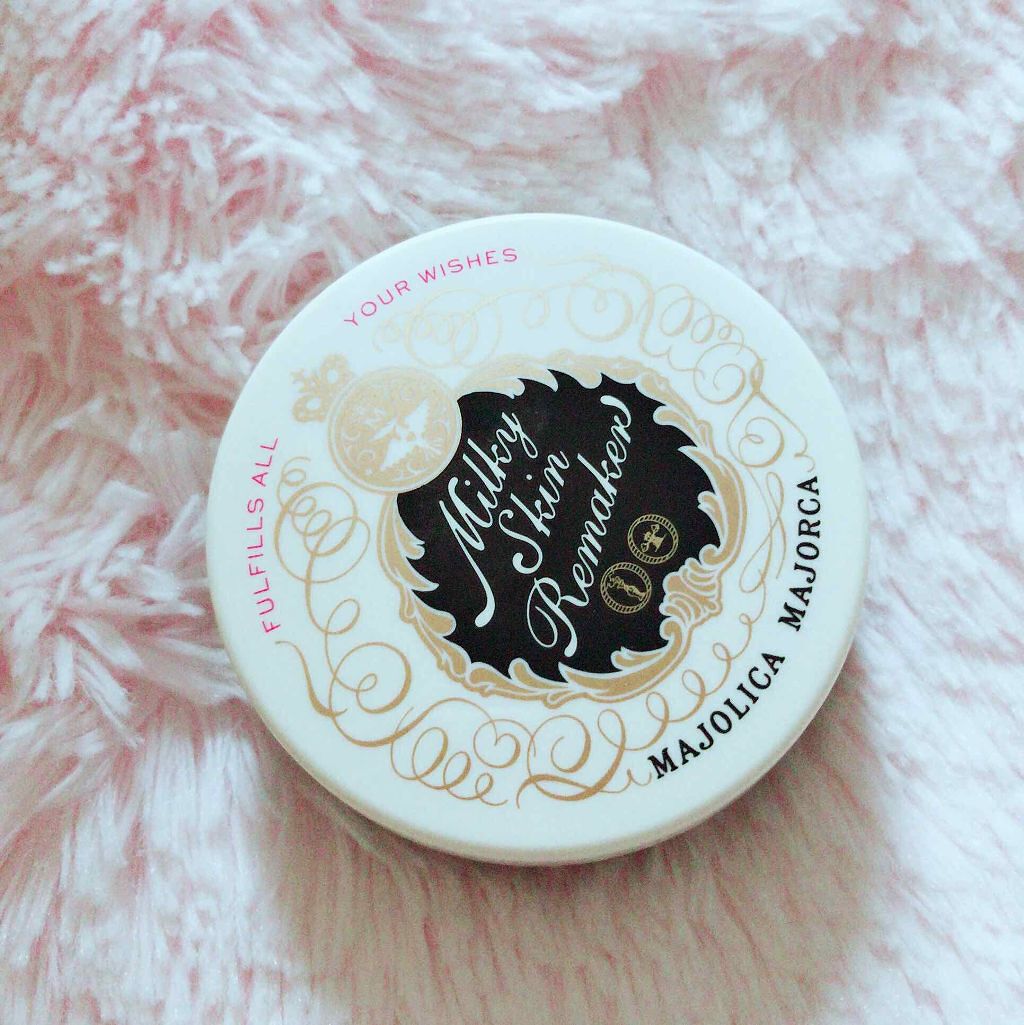 FULFILLS ALL
YOUR WISHES
Milky
Skin
Remaker
MAJOLICA MAJORCA